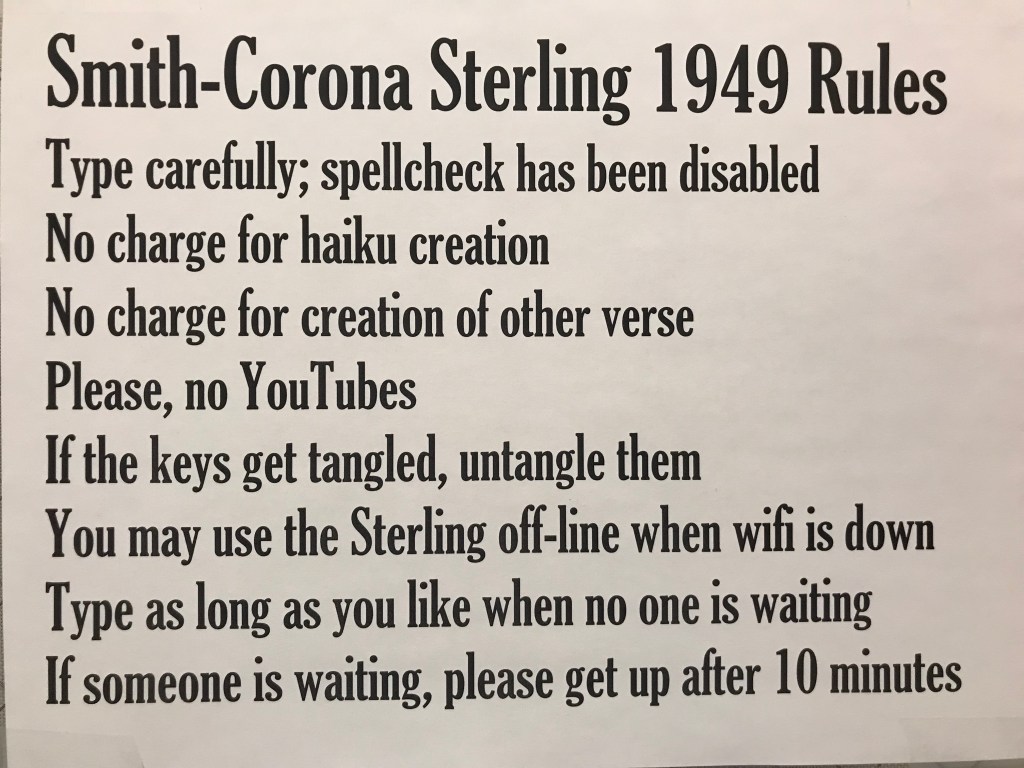 Smith-Corona Sterling 1949 Rules
Type carefully; spellcheck has been disabled
No charge for haiku creation
No charge for creation of other verse
Please, no YouTubes
If the keys get tangled, untangle them
You may use the Sterling off-line when wifi is down
Type as long as you like when no one is waiting
If someone is waiting, please get up after 10 minutes